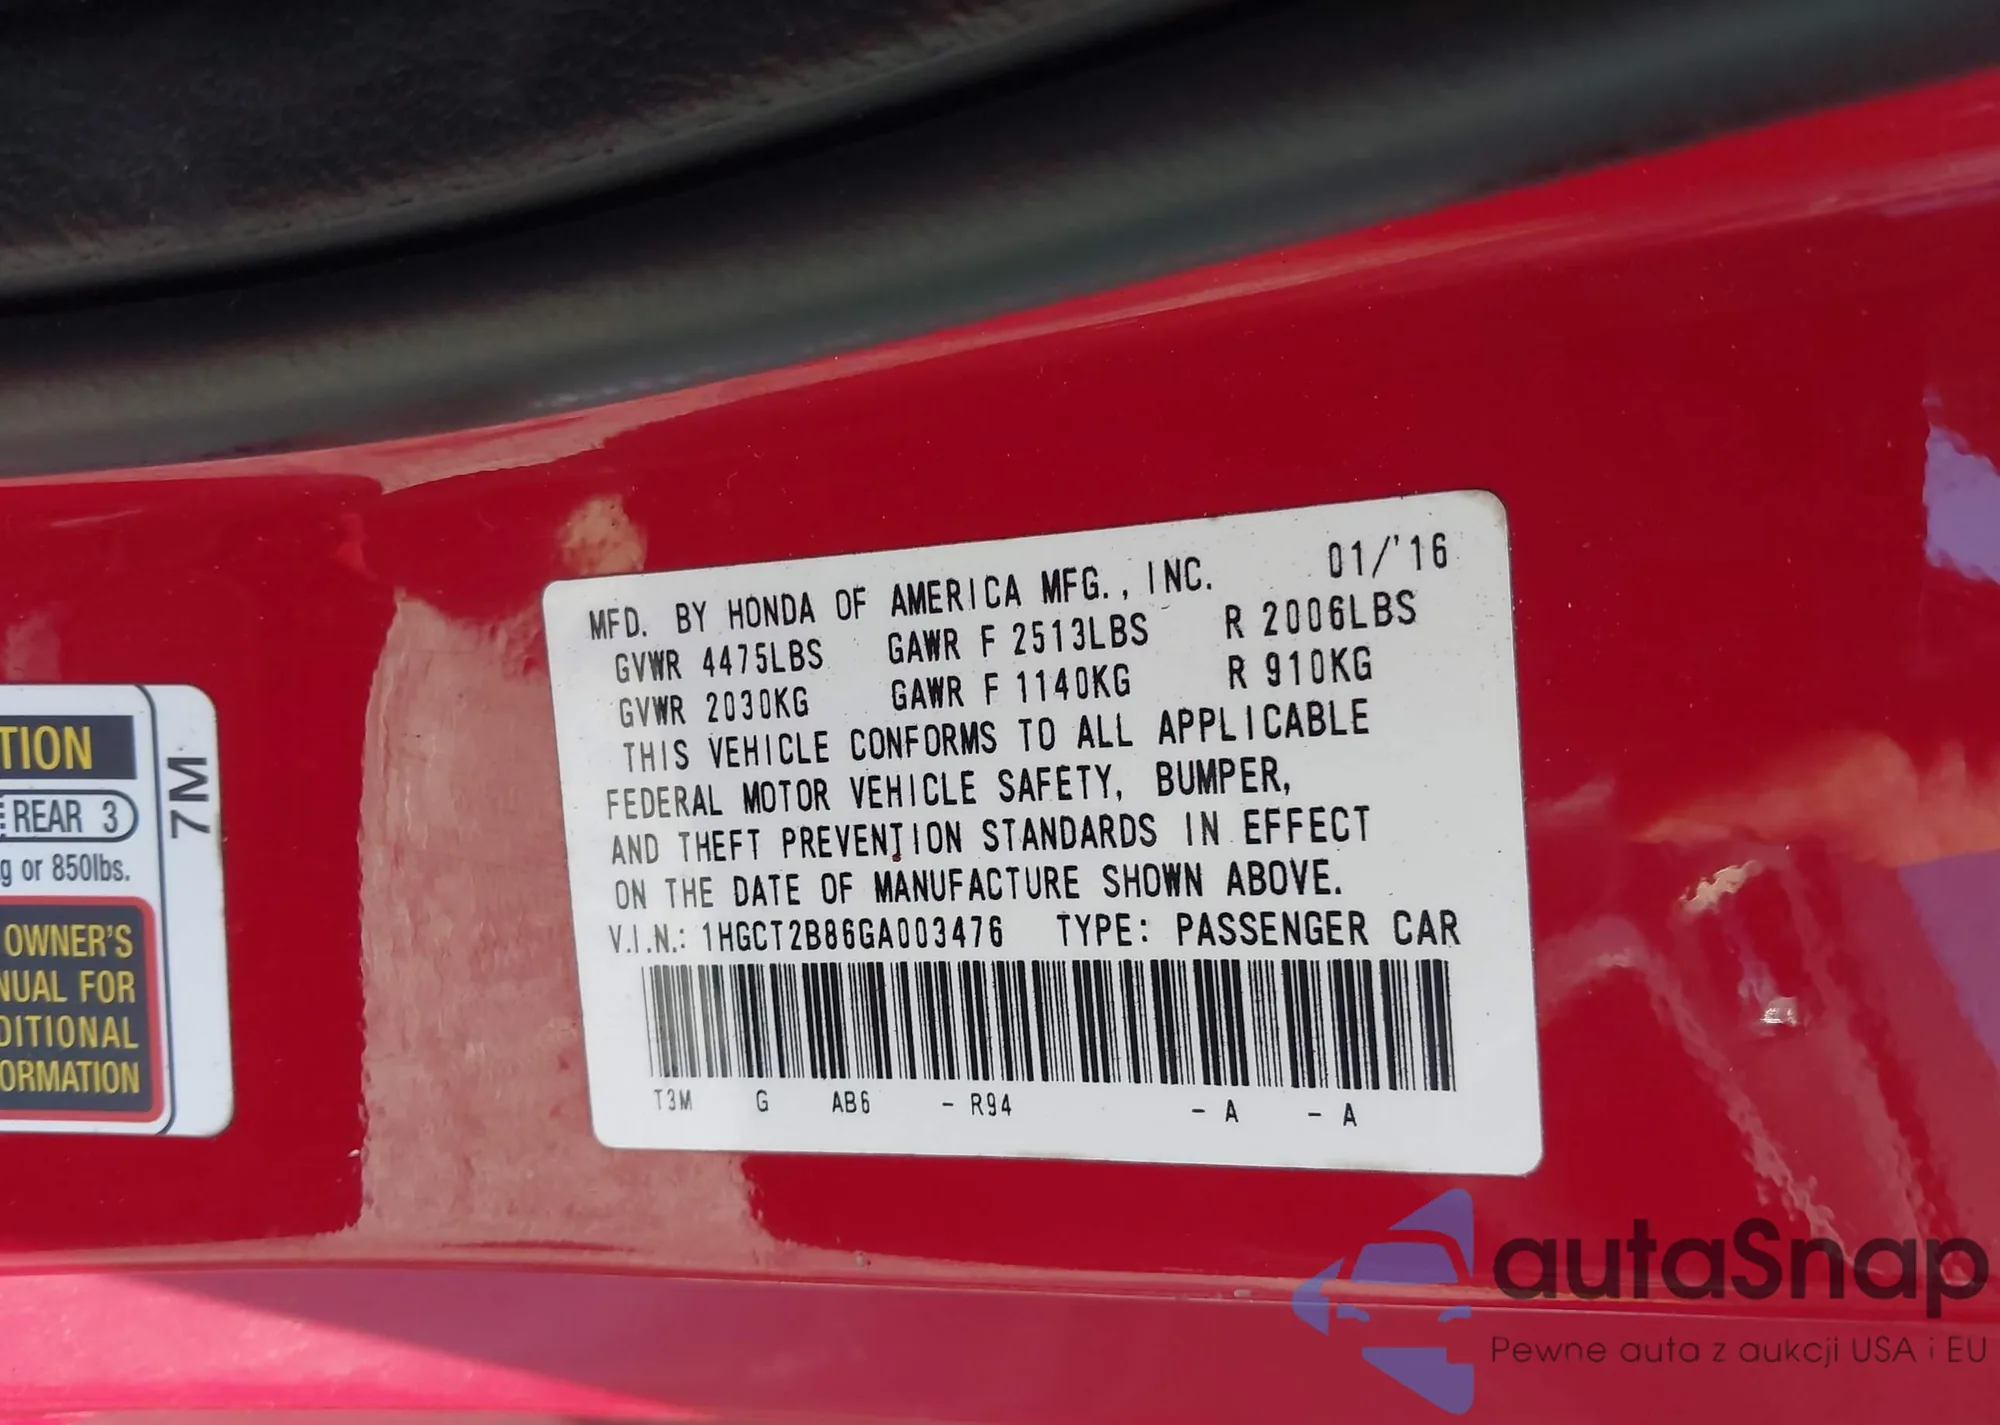 MFD. BY HONDA OF AMERICA MFG., INC. 01/'16
GVWR 4475LBS GAWR F 2513LBS R 2006LBS
GVWR 2030KG GAWR F 1140KG R 910KG
THIS VEHICLE CONFORMS TO ALL APPLICABLE
FEDERAL MOTOR VEHICLE SAFETY, BUMPER,
AND THEFT PREVENTION STANDARDS IN EFFECT
ON THE DATE OF MANUFACTURE SHOWN ABOVE.
V.I.N.: 1HGCT2B86GA003476 TYPE: PASSENGER CAR
T3M G AB6 - R94 - A - A
TION
REAR 3
g or 850lbs.
OWNER'S
NUAL FOR
DITIONAL
ORMATION
7M
autaSnap
Pewne auta z aukcji USA i EU